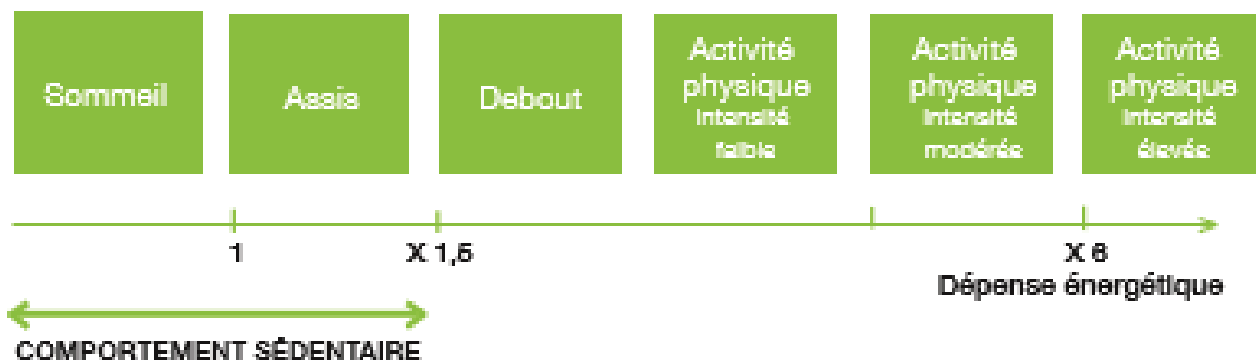 Sommeil
Assis
Debout
Activité
physique
Intensité
faible
Activité
physique
Intensité
modérée
Activité
physique
Intensité
élevée
1
X 1,5
X 6
Dépense énergétique
COMPORTEMENT SÉDENTAIRE